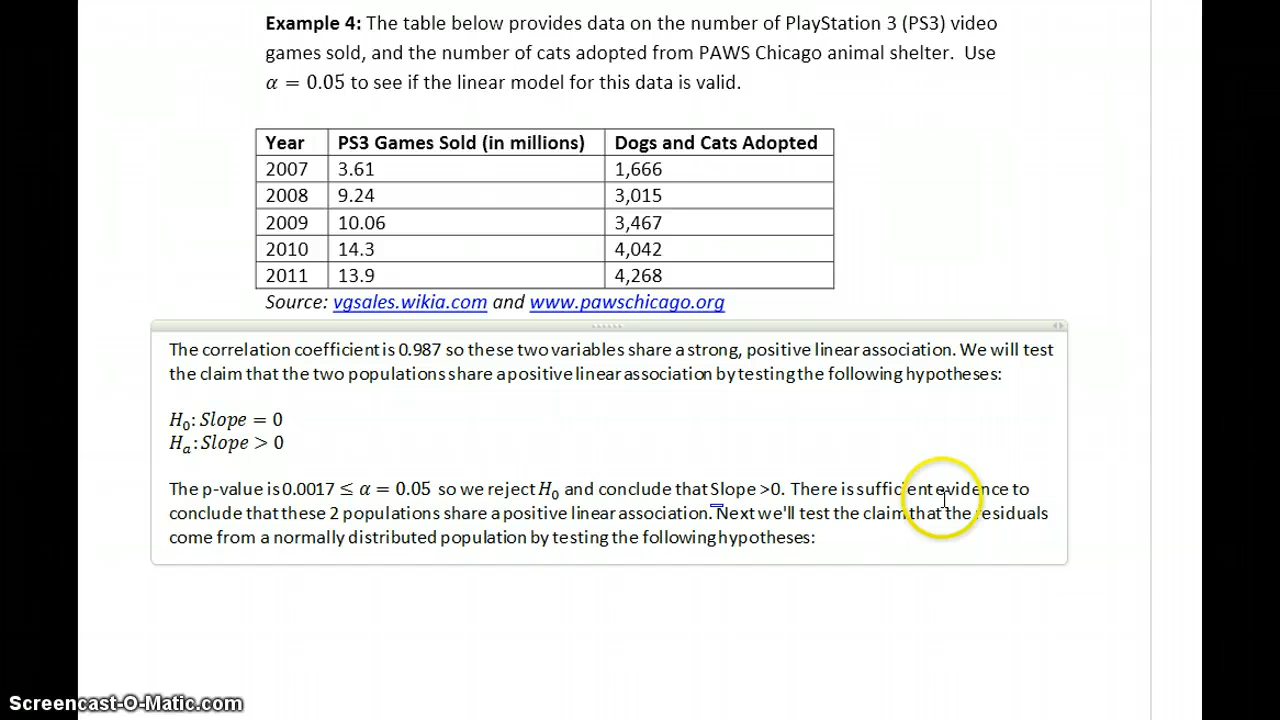 Example 4: The table below provides data on the number of PlayStation 3 (PS3) video
games sold, and the number of cats adopted from PAWS Chicago animal shelter. Use
α = 0.05 to see if the linear model for this data is valid.
Year PS3 Games Sold (in millions) Dogs and Cats Adopted
2007 3.61 1,666
2008 9.24 3,015
2009 10.06 3,467
2010 14.3 4,042
2011 13.9 4,268
Source: vgsales.wikia.com and www.pawschicago.org
The correlation coefficient is 0.987 so these two variables share a strong, positive linear association. We will test
the claim that the two populations share a positive linear association by testing the following hypotheses:
H₀: Slope = 0
Hₐ: Slope > 0
The p-value is 0.0017 ≤ α = 0.05 so we reject H₀ and conclude that Slope >0. There is sufficient evidence to
conclude that these 2 populations share a positive linear association. Next we'll test the claim that the residuals
come from a normally distributed population by testing the following hypotheses:
Screencast-O-Matic.com